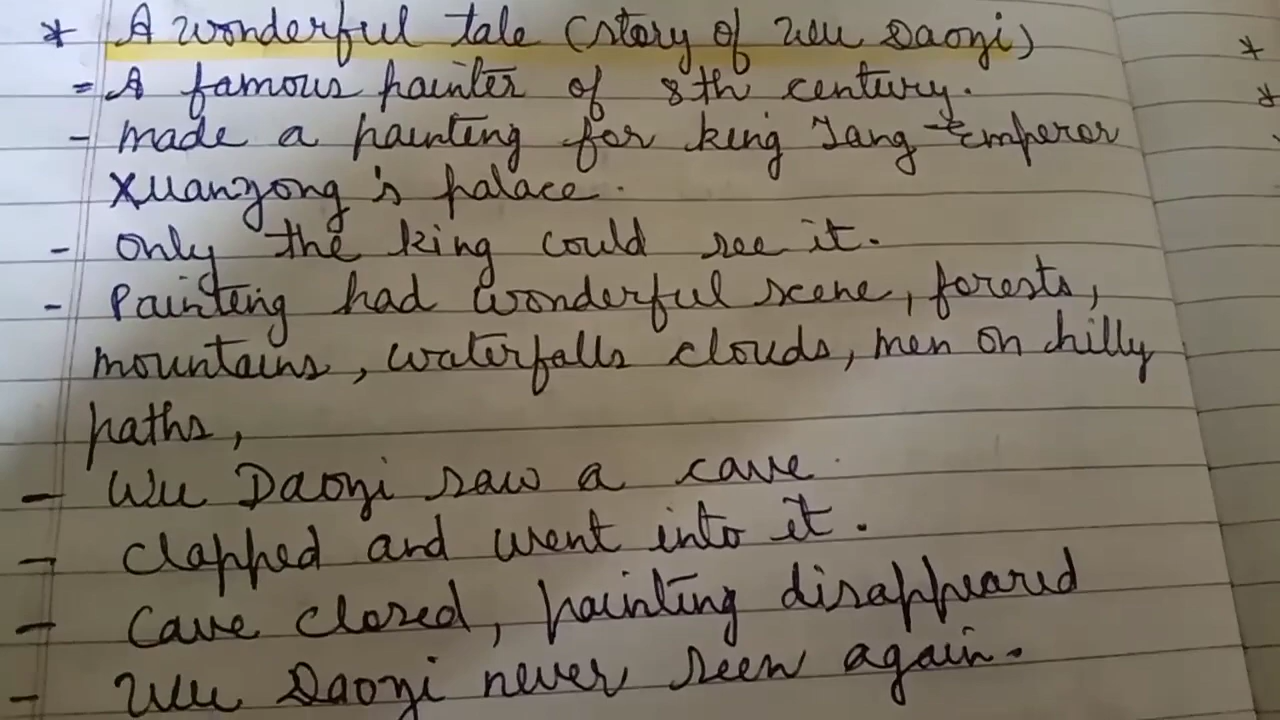 * A wonderful tale (story of Wu Daozi)
- A famous painter of 8th century.
- made a painting for king Tang Emperor
Xuanzong's palace.
- only the king could see it.
- Painting had wonderful scene, forests,
mountains, waterfalls clouds, men on hilly
paths,
- Wu Daozi saw a cave
- clapped and went into it.
- Cave closed, painting disappeared
- Wu Daozi never seen again.
*
*